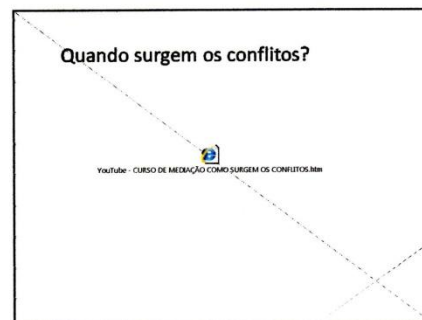 Quando surgem os conflitos?
YouTube - CURSO DE MEDIAÇÃO COMO SURGEM OS CONFLITOS.htm